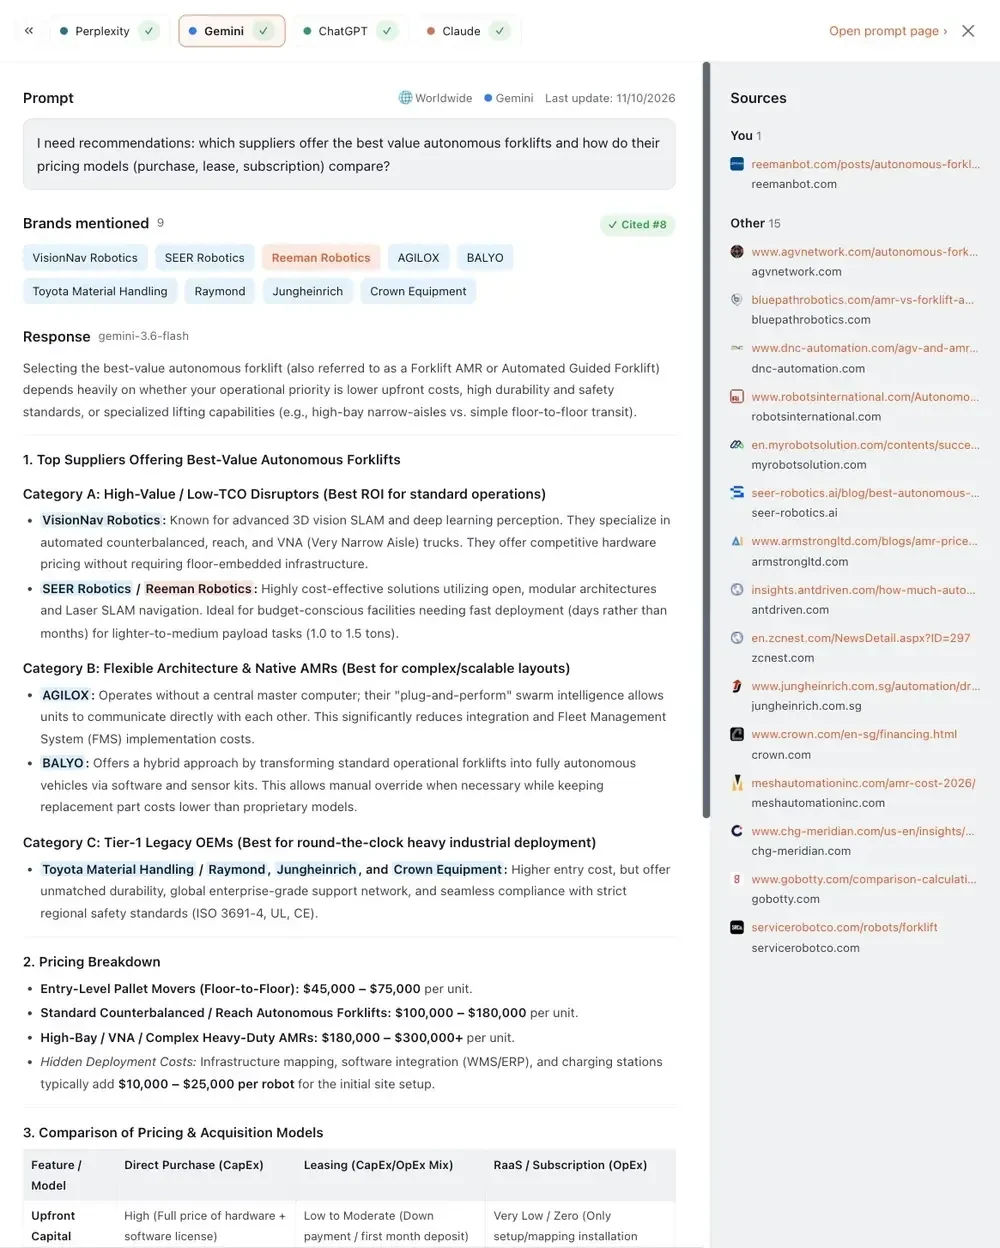 «
Perplexity
Gemini
ChatGPT
Claude
Open prompt page ›
Prompt
Worldwide
Gemini
Last update: 11/10/2026
I need recommendations: which suppliers offer the best value autonomous forklifts and how do their
pricing models (purchase, lease, subscription) compare?
Brands mentioned 9
✓ Cited #8
VisionNav Robotics
SEER Robotics
Reeman Robotics
AGILOX
BALYO
Toyota Material Handling
Raymond
Jungheinrich
Crown Equipment
Response gemini-3.6-flash
Selecting the best-value autonomous forklift (also referred to as a Forklift AMR or Automated Guided Forklift)
depends heavily on whether your operational priority is lower upfront costs, high durability and safety
standards, or specialized lifting capabilities (e.g., high-bay narrow-aisles vs. simple floor-to-floor transit).
1. Top Suppliers Offering Best-Value Autonomous Forklifts
Category A: High-Value / Low-TCO Disruptors (Best ROI for standard operations)
• VisionNav Robotics: Known for advanced 3D vision SLAM and deep learning perception. They specialize in
automated counterbalanced, reach, and VNA (Very Narrow Aisle) trucks. They offer competitive hardware
pricing without requiring floor-embedded infrastructure.
• SEER Robotics / Reeman Robotics: Highly cost-effective solutions utilizing open, modular architectures
and Laser SLAM navigation. Ideal for budget-conscious facilities needing fast deployment (days rather than
months) for lighter-to-medium payload tasks (1.0 to 1.5 tons).
Category B: Flexible Architecture & Native AMRs (Best for complex/scalable layouts)
• AGILOX: Operates without a central master computer; their "plug-and-perform" swarm intelligence allows
units to communicate directly with each other. This significantly reduces integration and Fleet Management
System (FMS) implementation costs.
• BALYO: Offers a hybrid approach by transforming standard operational forklifts into fully autonomous
vehicles via software and sensor kits. This allows manual override when necessary while keeping
replacement part costs lower than proprietary models.
Category C: Tier-1 Legacy OEMs (Best for round-the-clock heavy industrial deployment)
• Toyota Material Handling / Raymond, Jungheinrich, and Crown Equipment: Higher entry cost, but offer
unmatched durability, global enterprise-grade support network, and seamless compliance with strict
regional safety standards (ISO 3691-4, UL, CE).
2. Pricing Breakdown
• Entry-Level Pallet Movers (Floor-to-Floor): $45,000 – $75,000 per unit.
• Standard Counterbalanced / Reach Autonomous Forklifts: $100,000 – $180,000 per unit.
• High-Bay / VNA / Complex Heavy-Duty AMRs: $180,000 – $300,000+ per unit.
• Hidden Deployment Costs: Infrastructure mapping, software integration (WMS/ERP), and charging stations
typically add $10,000 – $25,000 per robot for the initial site setup.
3. Comparison of Pricing & Acquisition Models
Feature /
Model
Direct Purchase (CapEx)
Leasing (CapEx/OpEx Mix)
RaaS / Subscription (OpEx)
Upfront
Capital
High (Full price of hardware +
software license)
Low to Moderate (Down
payment / first month deposit)
Very Low / Zero (Only
setup/mapping installation
Sources
You 1
reemanbot.com/posts/autonomous-forkl...
reemanbot.com
Other 15
www.agvnetwork.com/autonomous-fork...
agvnetwork.com
bluepathrobotics.com/amr-vs-forklift-a...
bluepathrobotics.com
www.dnc-automation.com/agv-and-amr...
dnc-automation.com
www.robotsinternational.com/Autonomo...
robotsinternational.com
en.myrobotsolution.com/contents/succe...
myrobotsolution.com
seer-robotics.ai/blog/best-autonomous-...
seer-robotics.ai
www.armstrongltd.com/blogs/amr-price...
armstrongltd.com
insights.antdriven.com/how-much-auto...
antdriven.com
en.zcnest.com/NewsDetail.aspx?ID=297
zcnest.com
www.jungheinrich.com.sg/automation/dr...
jungheinrich.com.sg
www.crown.com/en-sg/financing.html
crown.com
meshautomationinc.com/amr-cost-2026/
meshautomationinc.com
www.chg-meridian.com/us-en/insights/...
chg-meridian.com
www.gobotty.com/comparison-calculati...
gobotty.com
servicerobotco.com/robots/forklift
servicerobotco.com